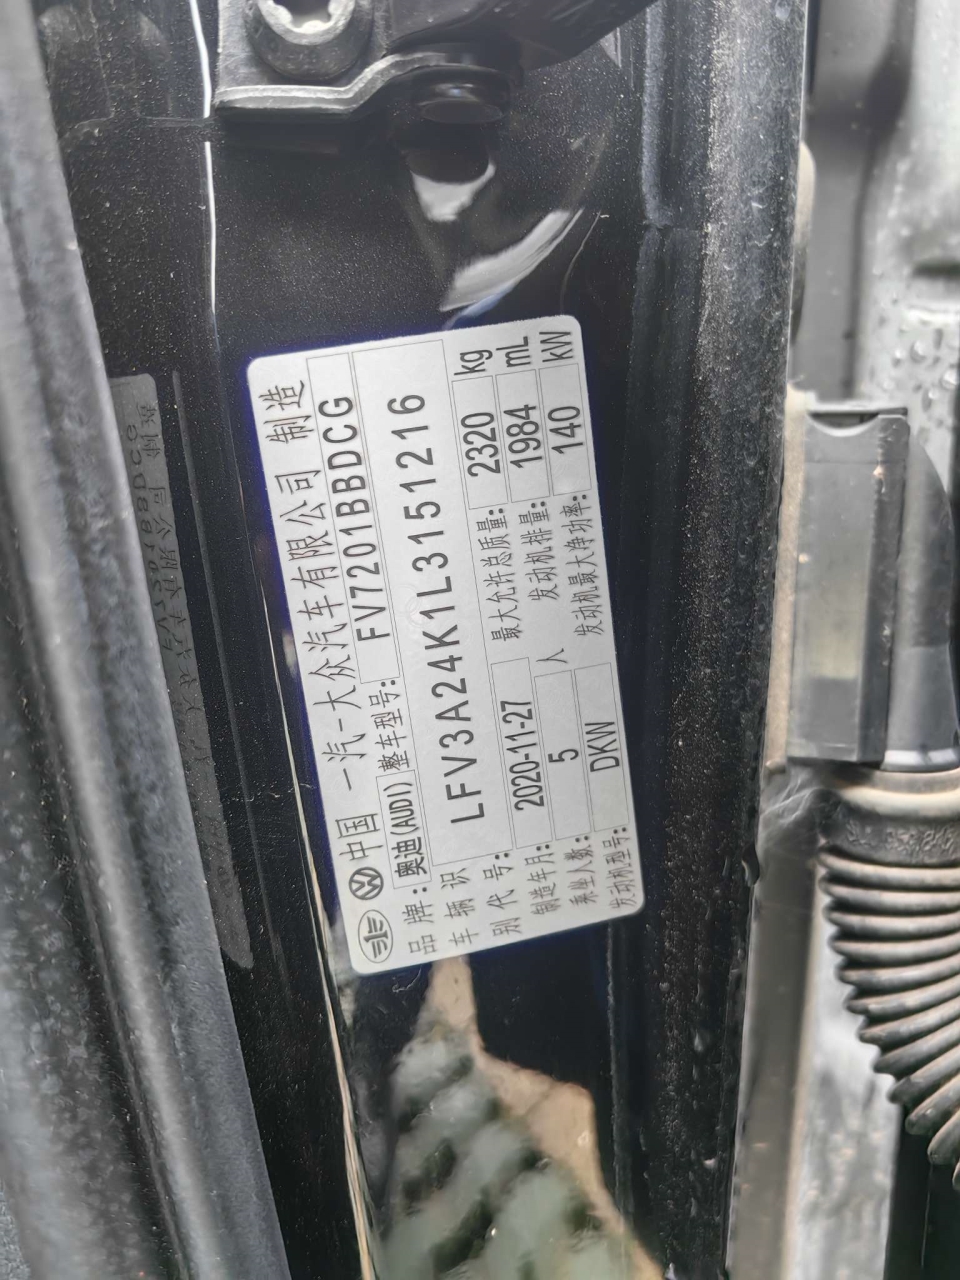 中国 一汽-大众汽车有限公司 制造
品牌: 奥迪(AUDI) 整车型号: FV7201BBDCG
车辆识别代号: LFV3A24K1L3151216
制造年月: 2020-11-27 最大允许总质量: 2320 kg
乘坐人数: 5 人 发动机排量: 1984 mL
发动机型号: DKW 发动机最大净功率: 140 kW